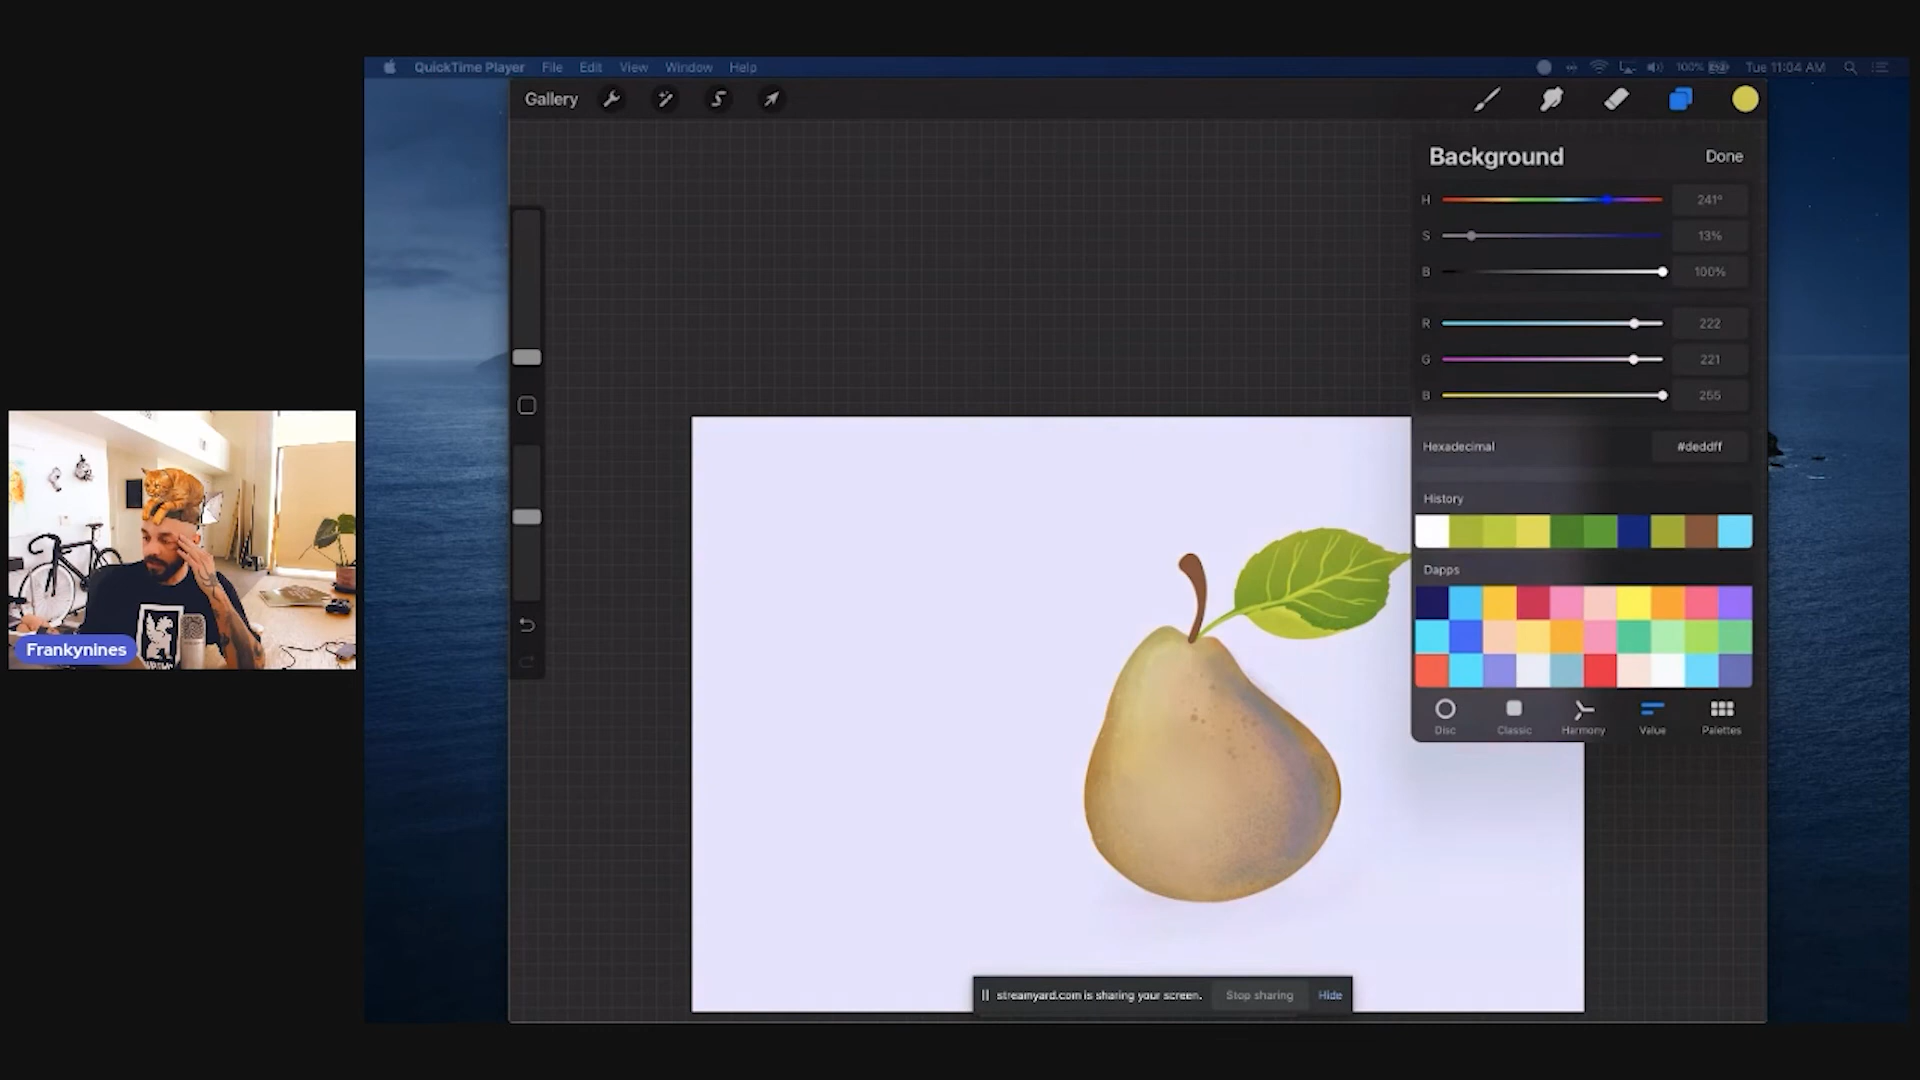 QuickTime Player File Edit View Window Help 100% Tue 11:04 AM
Gallery
Background Done
H 241°
S 13%
B 100%
R 222
G 221
B 255
Hexadecimal #deddff
History
Dapps
Disc Classic Harmony Value Palettes
Frankynines
streamyard.com is sharing your screen. Stop sharing Hide